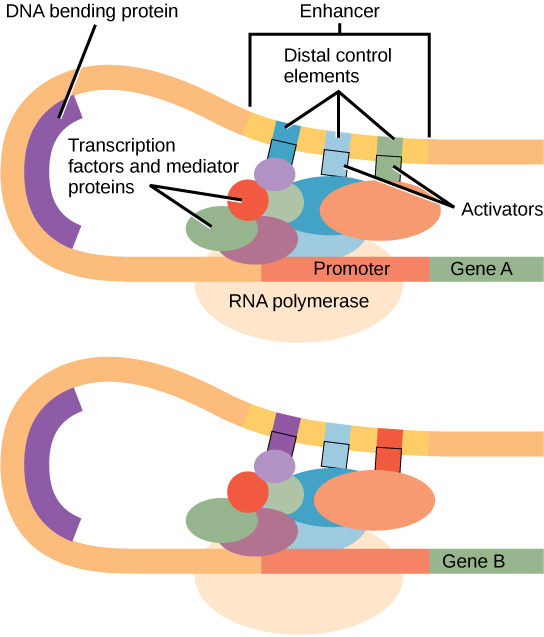 DNA bending protein
Enhancer
Distal control
elements
Transcription
factors and mediator
proteins
Activators
Promoter
Gene A
RNA polymerase
Gene B